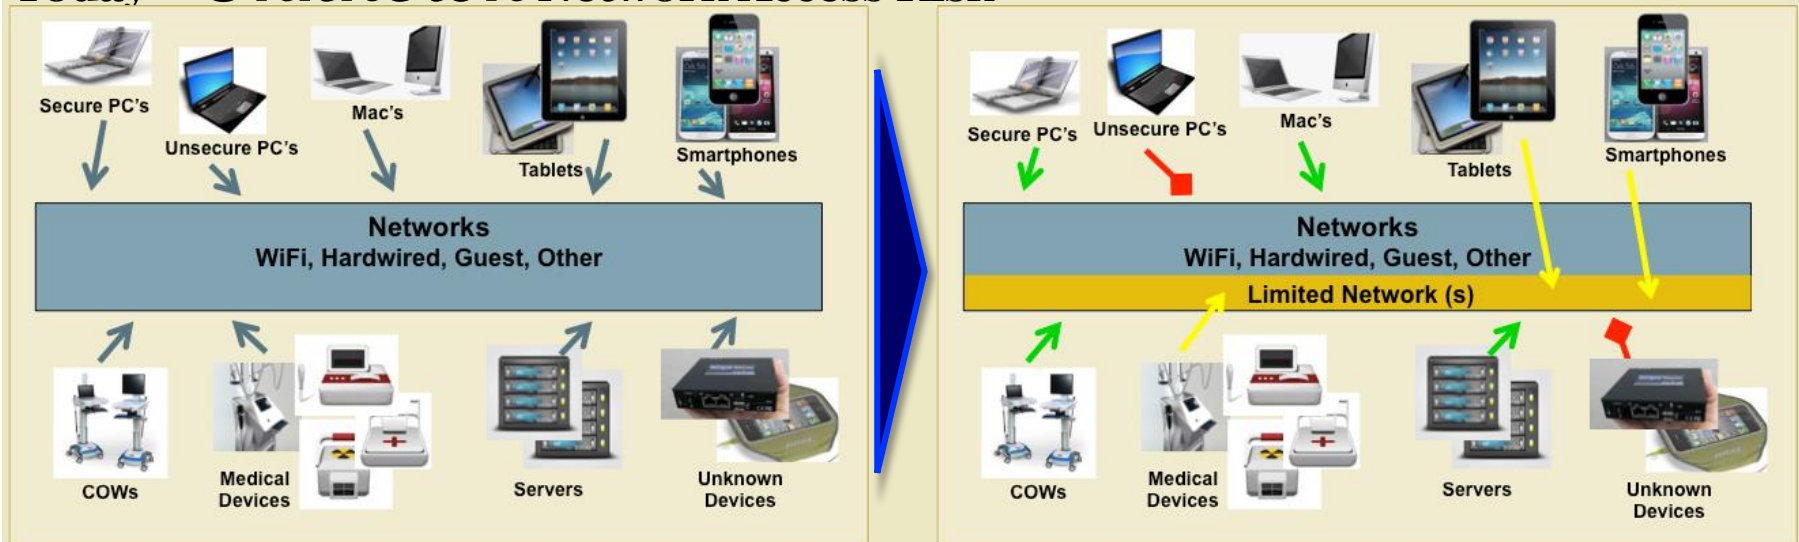 Secure PC's
Unsecure PC's
Mac's
Tablets
Smartphones
Networks
WiFi, Hardwired, Guest, Other
COWs
Medical
Devices
Servers
Unknown
Devices
Secure PC's
Unsecure PC's
Mac's
Tablets
Smartphones
Networks
WiFi, Hardwired, Guest, Other
Limited Network (s)
COWs
Medical
Devices
Servers
Unknown
Devices